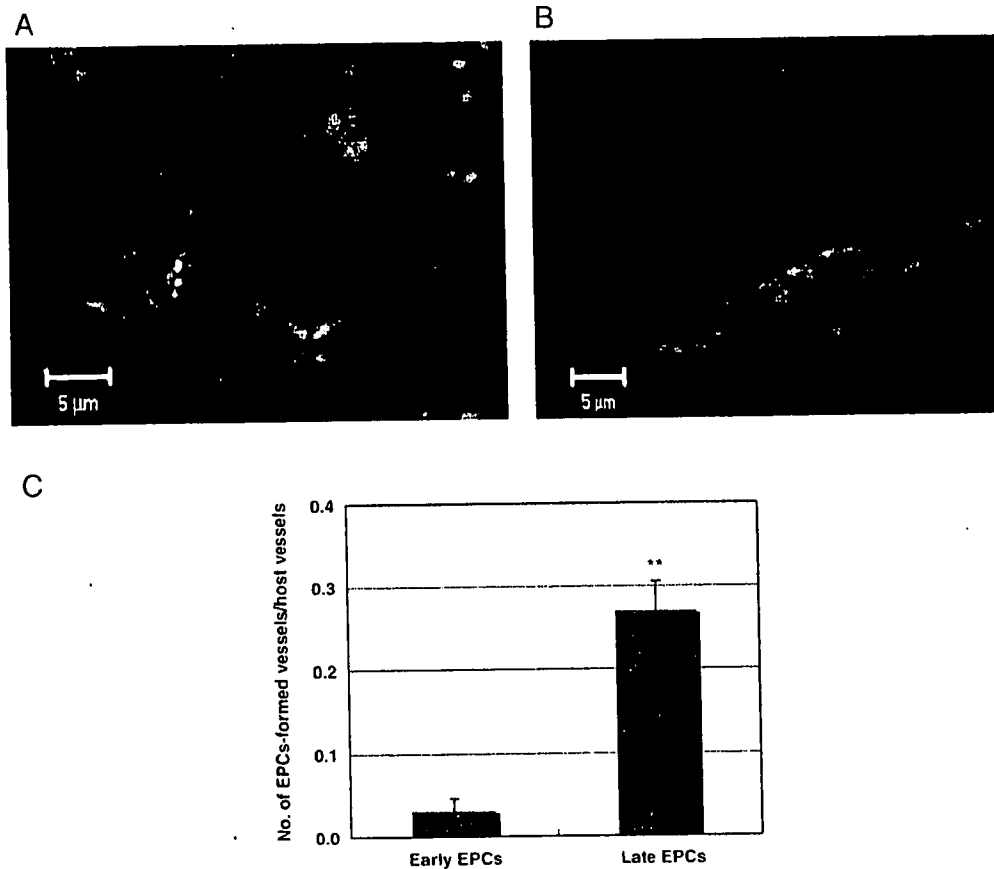 A
B
5 µm
5 µm
C
No. of EPCs-formed vessels/host vessels
0.4
0.3
0.2
0.1
0.0
**
Early EPCs
Late EPCs